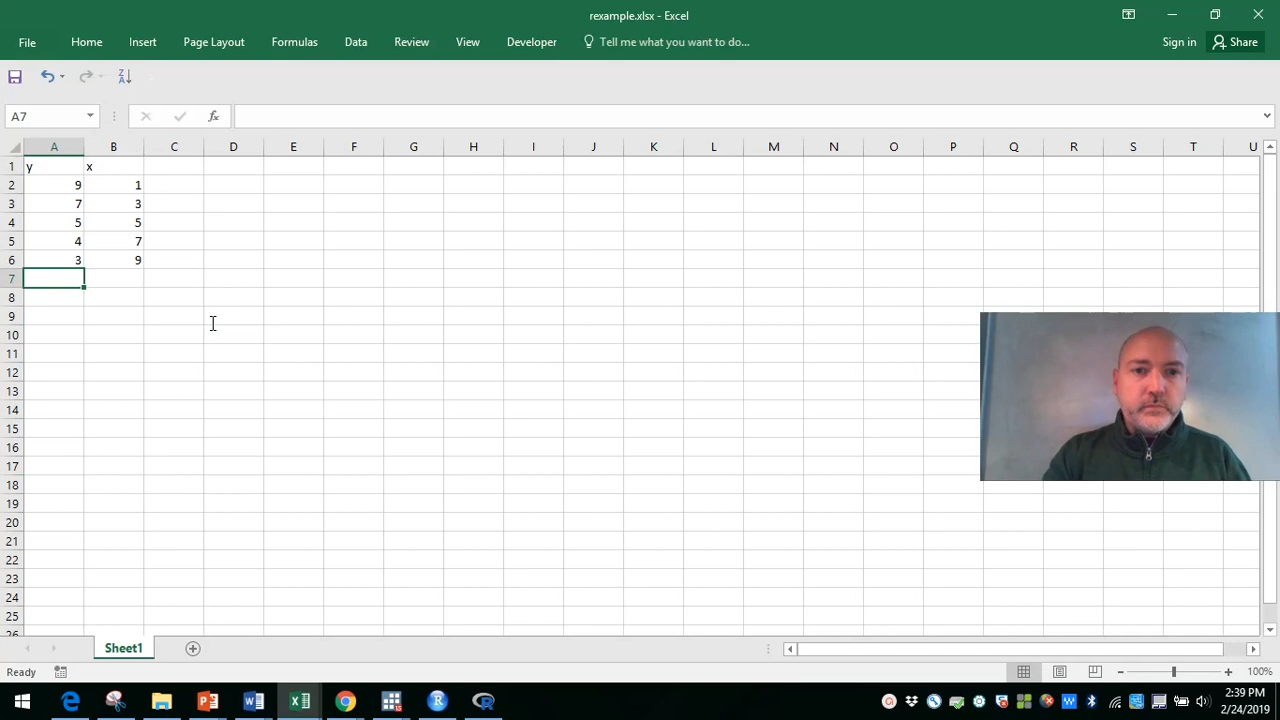 rexample.xlsx - Excel
File Home Insert Page Layout Formulas Data Review View Developer Tell me what you want to do... Sign in Share
A7 fx
A B C D E F G H I J K L M N O P Q R S T U
1 y x
2 9 1
3 7 3
4 5 5
5 4 7
6 3 9
7
8
9
10
11
12
13
14
15
16
17
18
19
20
21
22
23
24
25
26
Sheet1
Ready 100%
2:39 PM
2/24/2019